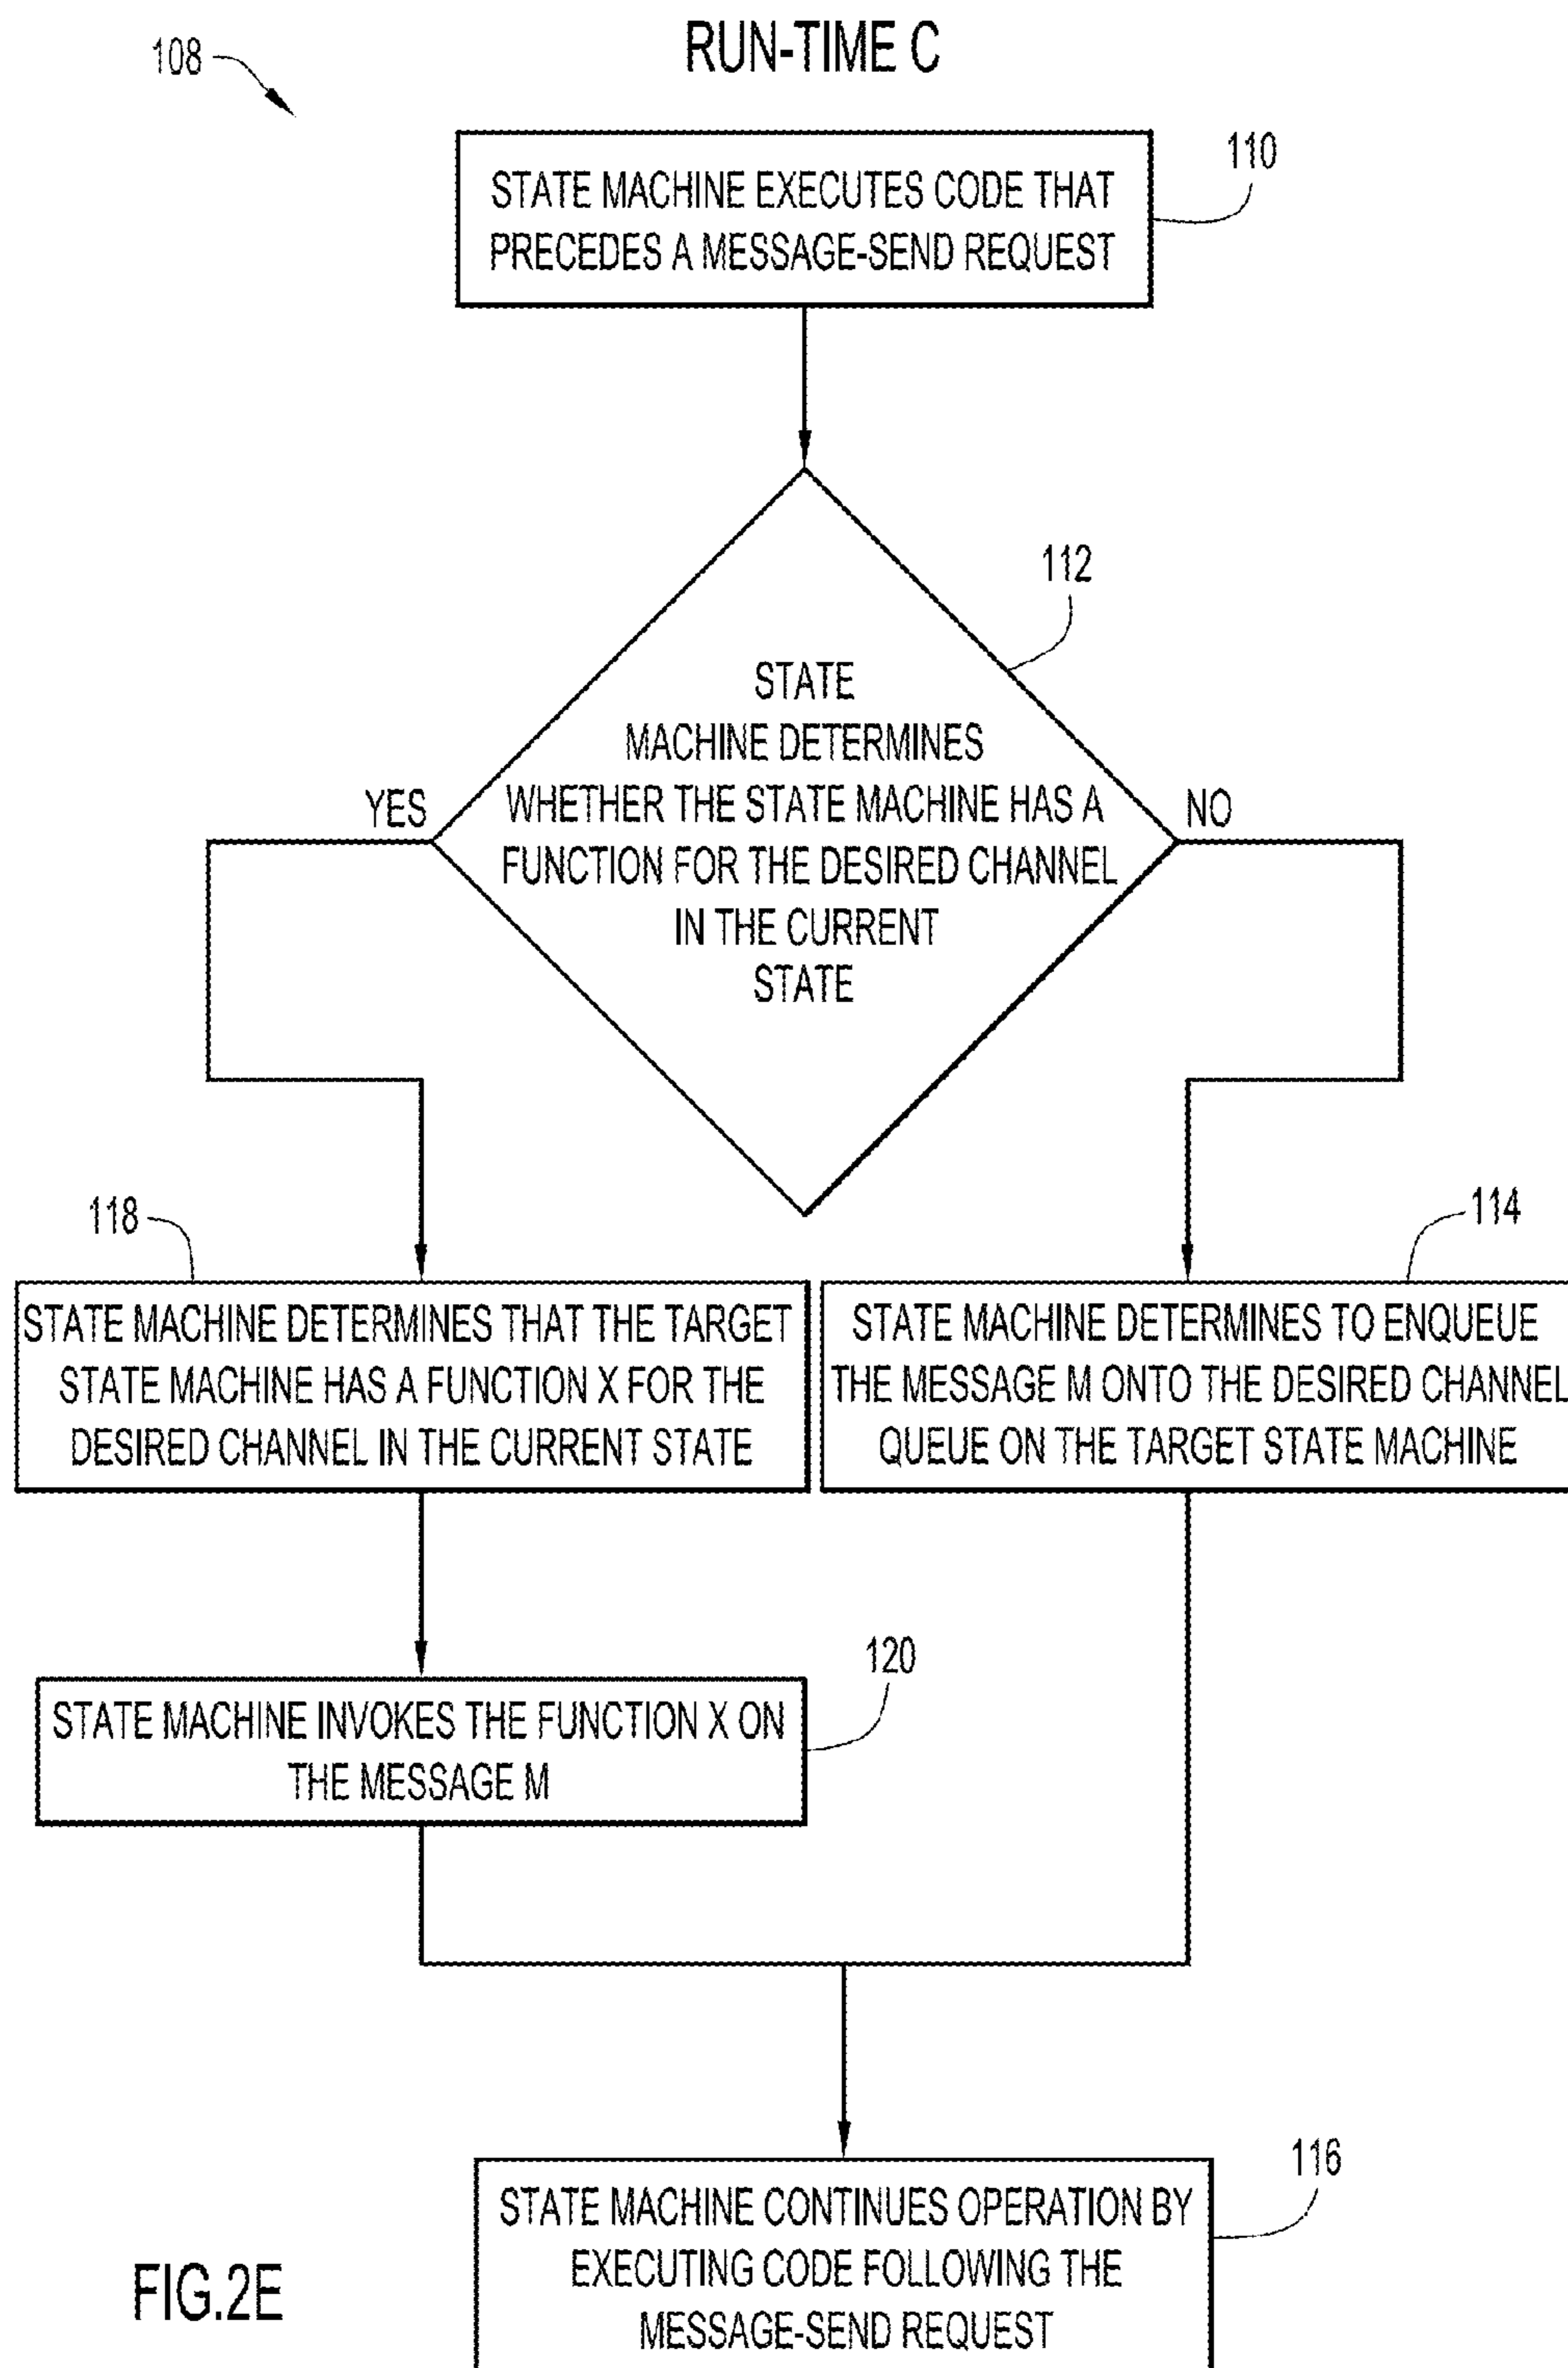 RUN-TIME C
108
110
STATE MACHINE EXECUTES CODE THAT
PRECEDES A MESSAGE-SEND REQUEST
112
STATE
MACHINE DETERMINES
WHETHER THE STATE MACHINE HAS A
FUNCTION FOR THE DESIRED CHANNEL
IN THE CURRENT
STATE
YES
NO
118
STATE MACHINE DETERMINES THAT THE TARGET
STATE MACHINE HAS A FUNCTION X FOR THE
DESIRED CHANNEL IN THE CURRENT STATE
114
STATE MACHINE DETERMINES TO ENQUEUE
THE MESSAGE M ONTO THE DESIRED CHANNEL
QUEUE ON THE TARGET STATE MACHINE
120
STATE MACHINE INVOKES THE FUNCTION X ON
THE MESSAGE M
116
STATE MACHINE CONTINUES OPERATION BY
EXECUTING CODE FOLLOWING THE
MESSAGE-SEND REQUEST
FIG.2E